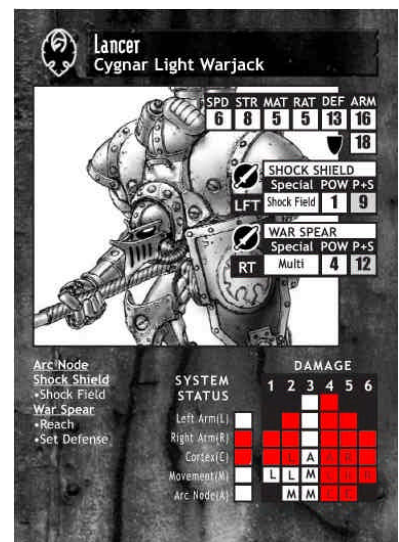 Lancer
Cygnar Light Warjack
SPD STR MAT RAT DEF ARM
6 8 5 5 13 16
18
SHOCK SHIELD
Special POW P+S
LFT Shock Field 1 9
WAR SPEAR
Special POW P+S
RT Multi 4 12
Arc Node
Shock Shield
•Shock Field
War Spear
•Reach
•Set Defense
SYSTEM
STATUS
Left Arm(L)
Right Arm(R)
Cortex(C)
Movement(M)
Arc Node(A)
DAMAGE
1 2 3 4 5 6
L A A R
L L M R R
M M C C